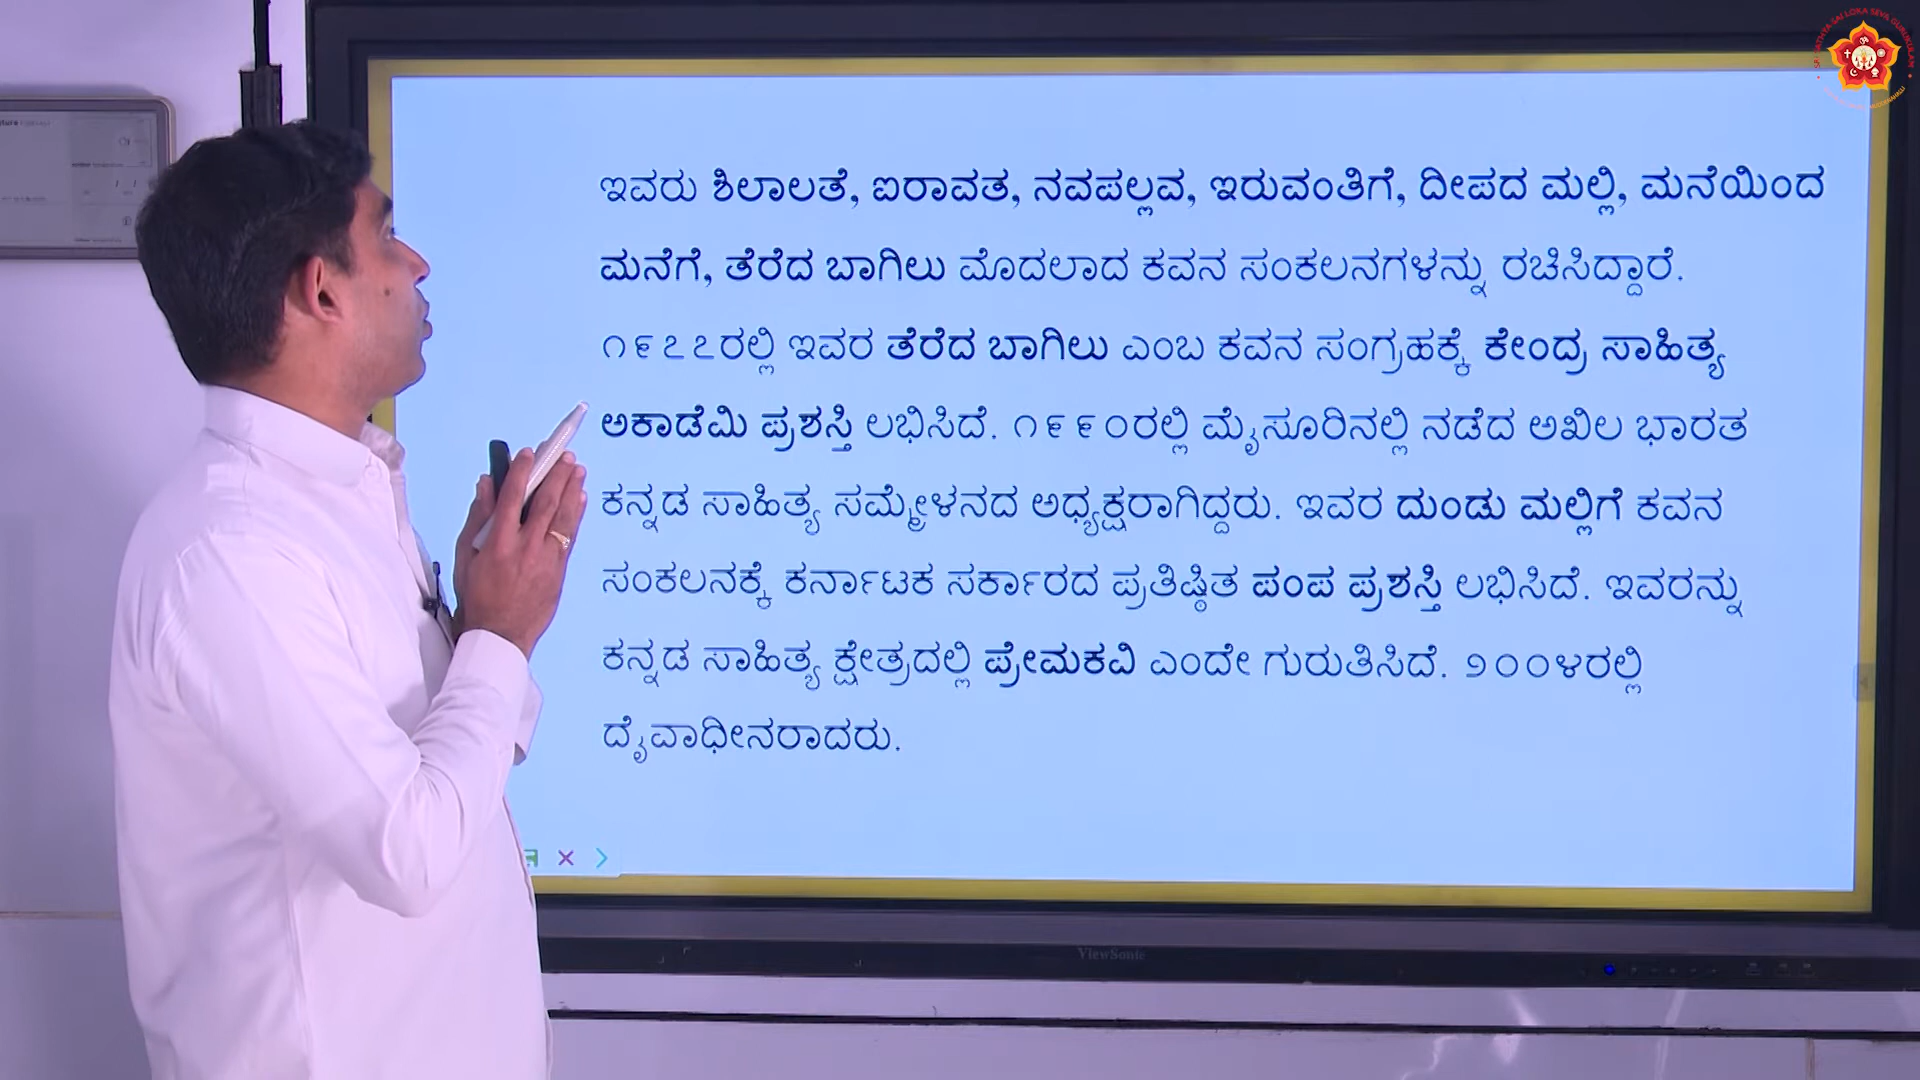 ಇವರು ಶಿಲಾಲತೆ, ಐರಾವತ, ನವಪಲ್ಲವ, ಇರುವಂತಿಗೆ, ದೀಪದ ಮಲ್ಲಿ, ಮನೆಯಿಂದ
ಮನೆಗೆ, ತೆರೆದ ಬಾಗಿಲು ಮೊದಲಾದ ಕವನ ಸಂಕಲನಗಳನ್ನು ರಚಿಸಿದ್ದಾರೆ.
೧೯೭೭ರಲ್ಲಿ ಇವರ ತೆರೆದ ಬಾಗಿಲು ಎಂಬ ಕವನ ಸಂಗ್ರಹಕ್ಕೆ ಕೇಂದ್ರ ಸಾಹಿತ್ಯ
ಅಕಾಡೆಮಿ ಪ್ರಶಸ್ತಿ ಲಭಿಸಿದೆ. ೧೯೯೦ರಲ್ಲಿ ಮೈಸೂರಿನಲ್ಲಿ ನಡೆದ ಅಖಿಲ ಭಾರತ
ಕನ್ನಡ ಸಾಹಿತ್ಯ ಸಮ್ಮೇಳನದ ಅಧ್ಯಕ್ಷರಾಗಿದ್ದರು. ಇವರ ದುಂಡು ಮಲ್ಲಿಗೆ ಕವನ
ಸಂಕಲನಕ್ಕೆ ಕರ್ನಾಟಕ ಸರ್ಕಾರದ ಪ್ರತಿಷ್ಠಿತ ಪಂಪ ಪ್ರಶಸ್ತಿ ಲಭಿಸಿದೆ. ಇವರನ್ನು
ಕನ್ನಡ ಸಾಹಿತ್ಯ ಕ್ಷೇತ್ರದಲ್ಲಿ ಪ್ರೇಮಕವಿ ಎಂದೇ ಗುರುತಿಸಿದೆ. ೨೦೦೪ರಲ್ಲಿ
ದೈವಾಧೀನರಾದರು.
ViewSonic